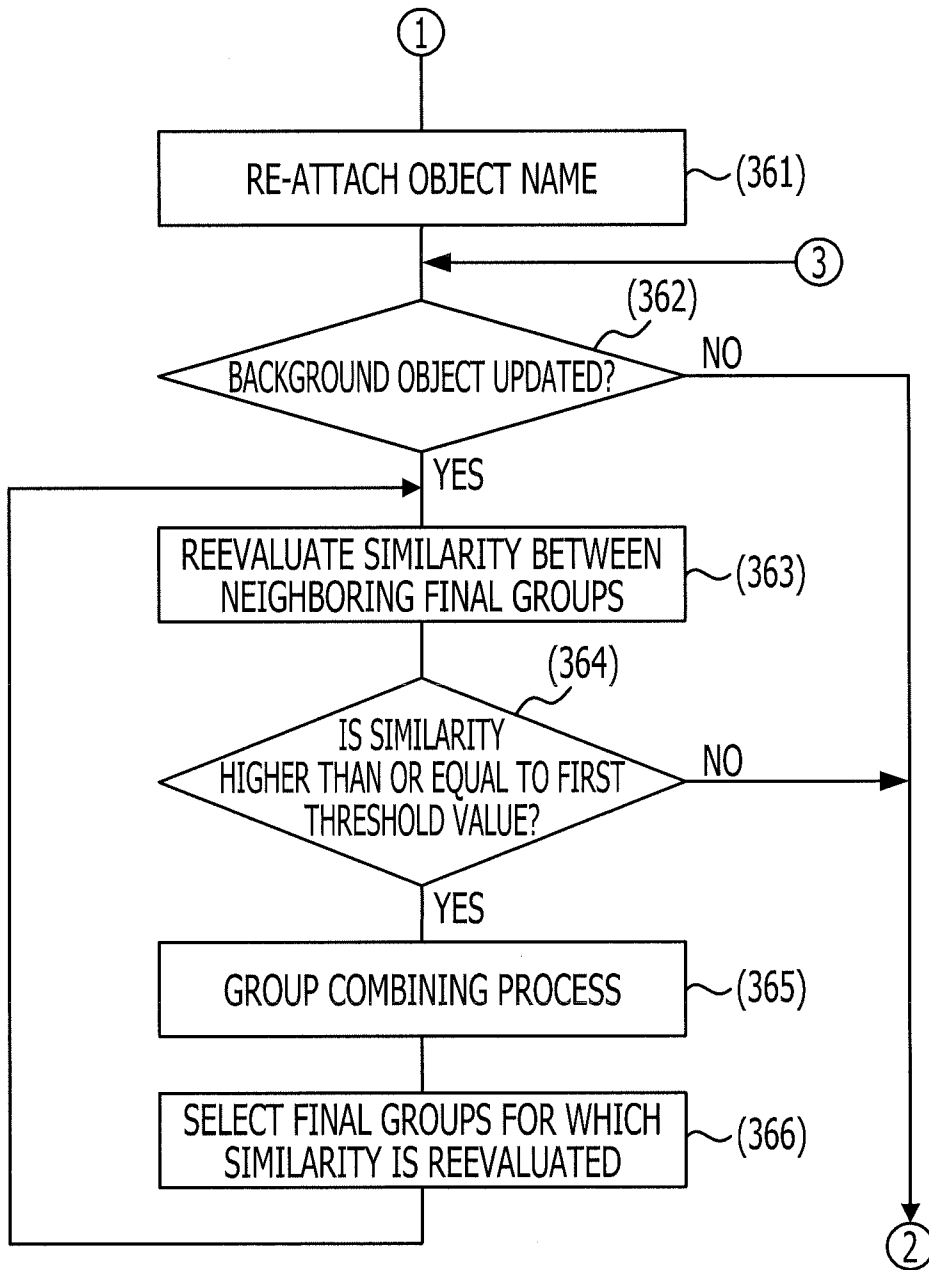 1
RE-ATTACH OBJECT NAME
(361)
3
(362)
BACKGROUND OBJECT UPDATED?
NO
YES
REEVALUATE SIMILARITY BETWEEN
NEIGHBORING FINAL GROUPS
(363)
(364)
IS SIMILARITY
HIGHER THAN OR EQUAL TO FIRST
THRESHOLD VALUE?
NO
YES
GROUP COMBINING PROCESS
(365)
SELECT FINAL GROUPS FOR WHICH
SIMILARITY IS REEVALUATED
(366)
2